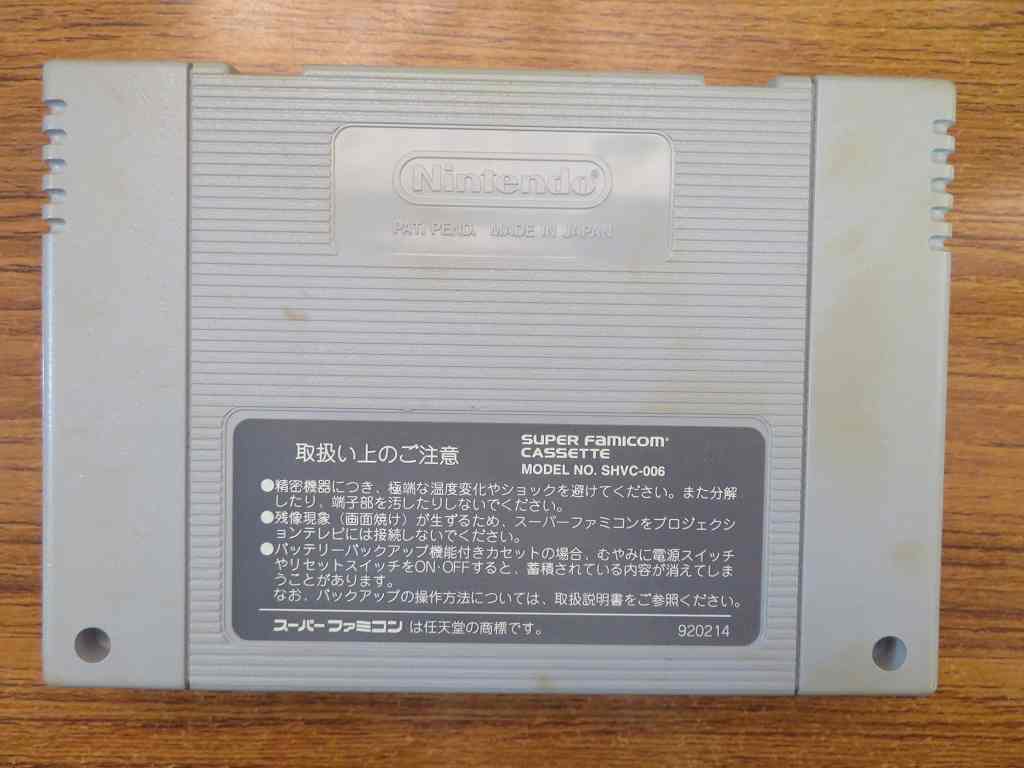 Nintendo®
PAT. PEND. MADE IN JAPAN
取扱い上のご注意
SUPER FAMICOM®
CASSETTE
MODEL NO. SHVC-006
●精密機器につき、極端な温度変化やショックを避けてください。また分解
したり、端子部を汚したりしないでください。
●残像現象（画面焼け）が生ずるため、スーパーファミコンをプロジェクシ
ョンテレビには接続しないでください。
●バッテリーバックアップ機能付きカセットの場合、むやみに電源スイッチ
やリセットスイッチをON・OFFすると、蓄積されている内容が消えてしま
うことがあります。
なお、バックアップの操作方法については、取扱説明書をご参照ください。
スーパーファミコン は任天堂の商標です。
920214